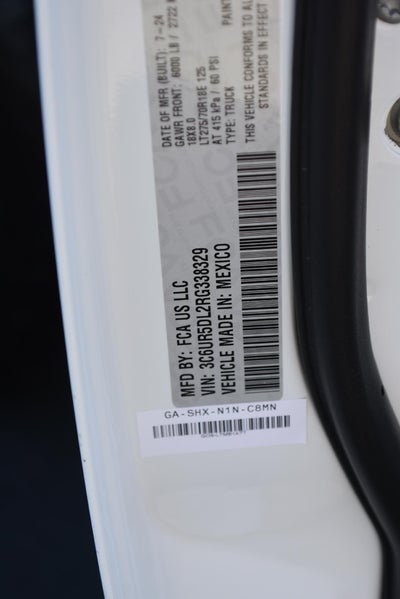 MFD BY: FCA US LLC
DATE OF MFR (BUILT): 7-24
GAWR FRONT: 6000 LB / 2722 K
18X8.0
LT275/70R18E 125
AT 415 kPa / 60 PSI
TYPE: TRUCK
PAINT
THIS VEHICLE CONFORMS TO AL
STANDARDS IN EFFECT
VIN: 3C6UR5DL2RG338329
VEHICLE MADE IN: MEXICO
GA-SHX-N1N-C8MN